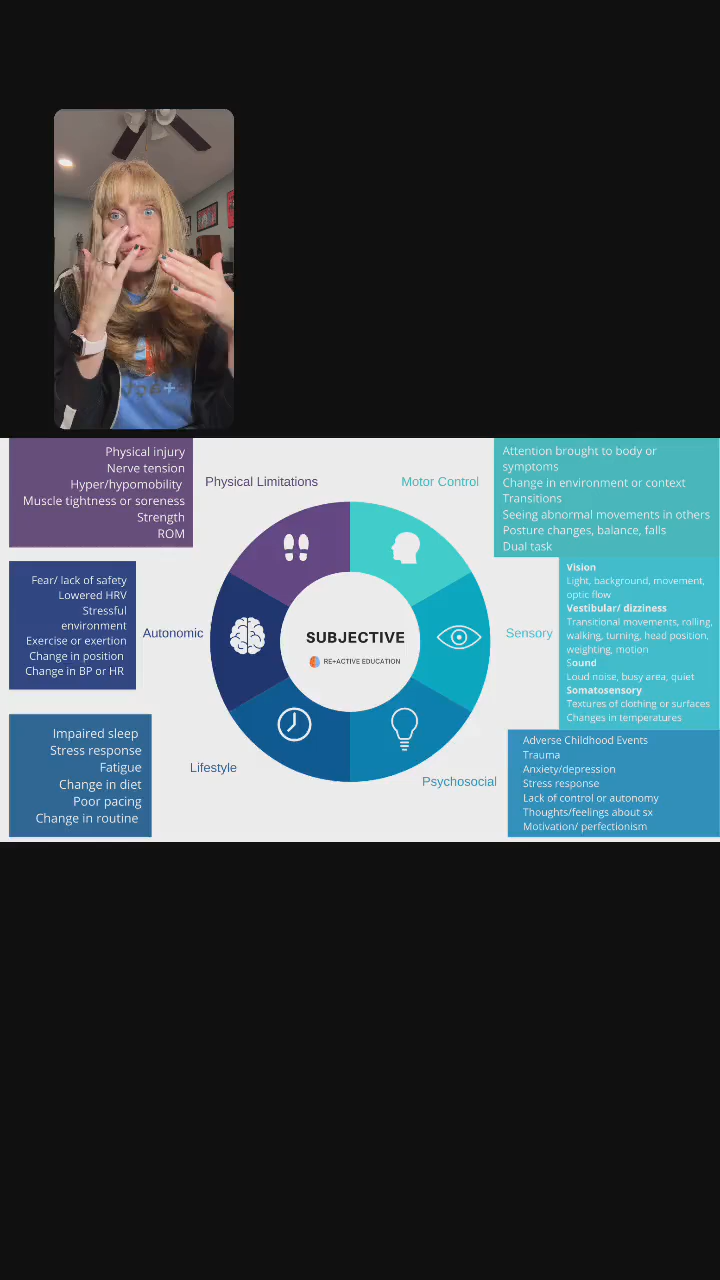 Physical injury
Nerve tension
Hyper/hypomobility
Muscle tightness or soreness
Strength
ROM
Physical Limitations
Motor Control
Attention brought to body or
symptoms
Change in environment or context
Transitions
Seeing abnormal movements in others
Posture changes, balance, falls
Dual task
Fear/ lack of safety
Lowered HRV
Stressful
environment
Exercise or exertion
Change in position
Change in BP or HR
Autonomic
SUBJECTIVE
RE+ACTIVE EDUCATION
Sensory
Vision
Light, background, movement,
optic flow
Vestibular/ dizziness
Transitional movements, rolling,
walking, turning, head position,
weighting, motion
Sound
Loud noise, busy area, quiet
Somatosensory
Textures of clothing or surfaces
Changes in temperatures
Impaired sleep
Stress response
Fatigue
Change in diet
Poor pacing
Change in routine
Lifestyle
Psychosocial
Adverse Childhood Events
Trauma
Anxiety/depression
Stress response
Lack of control or autonomy
Thoughts/feelings about sx
Motivation/ perfectionism